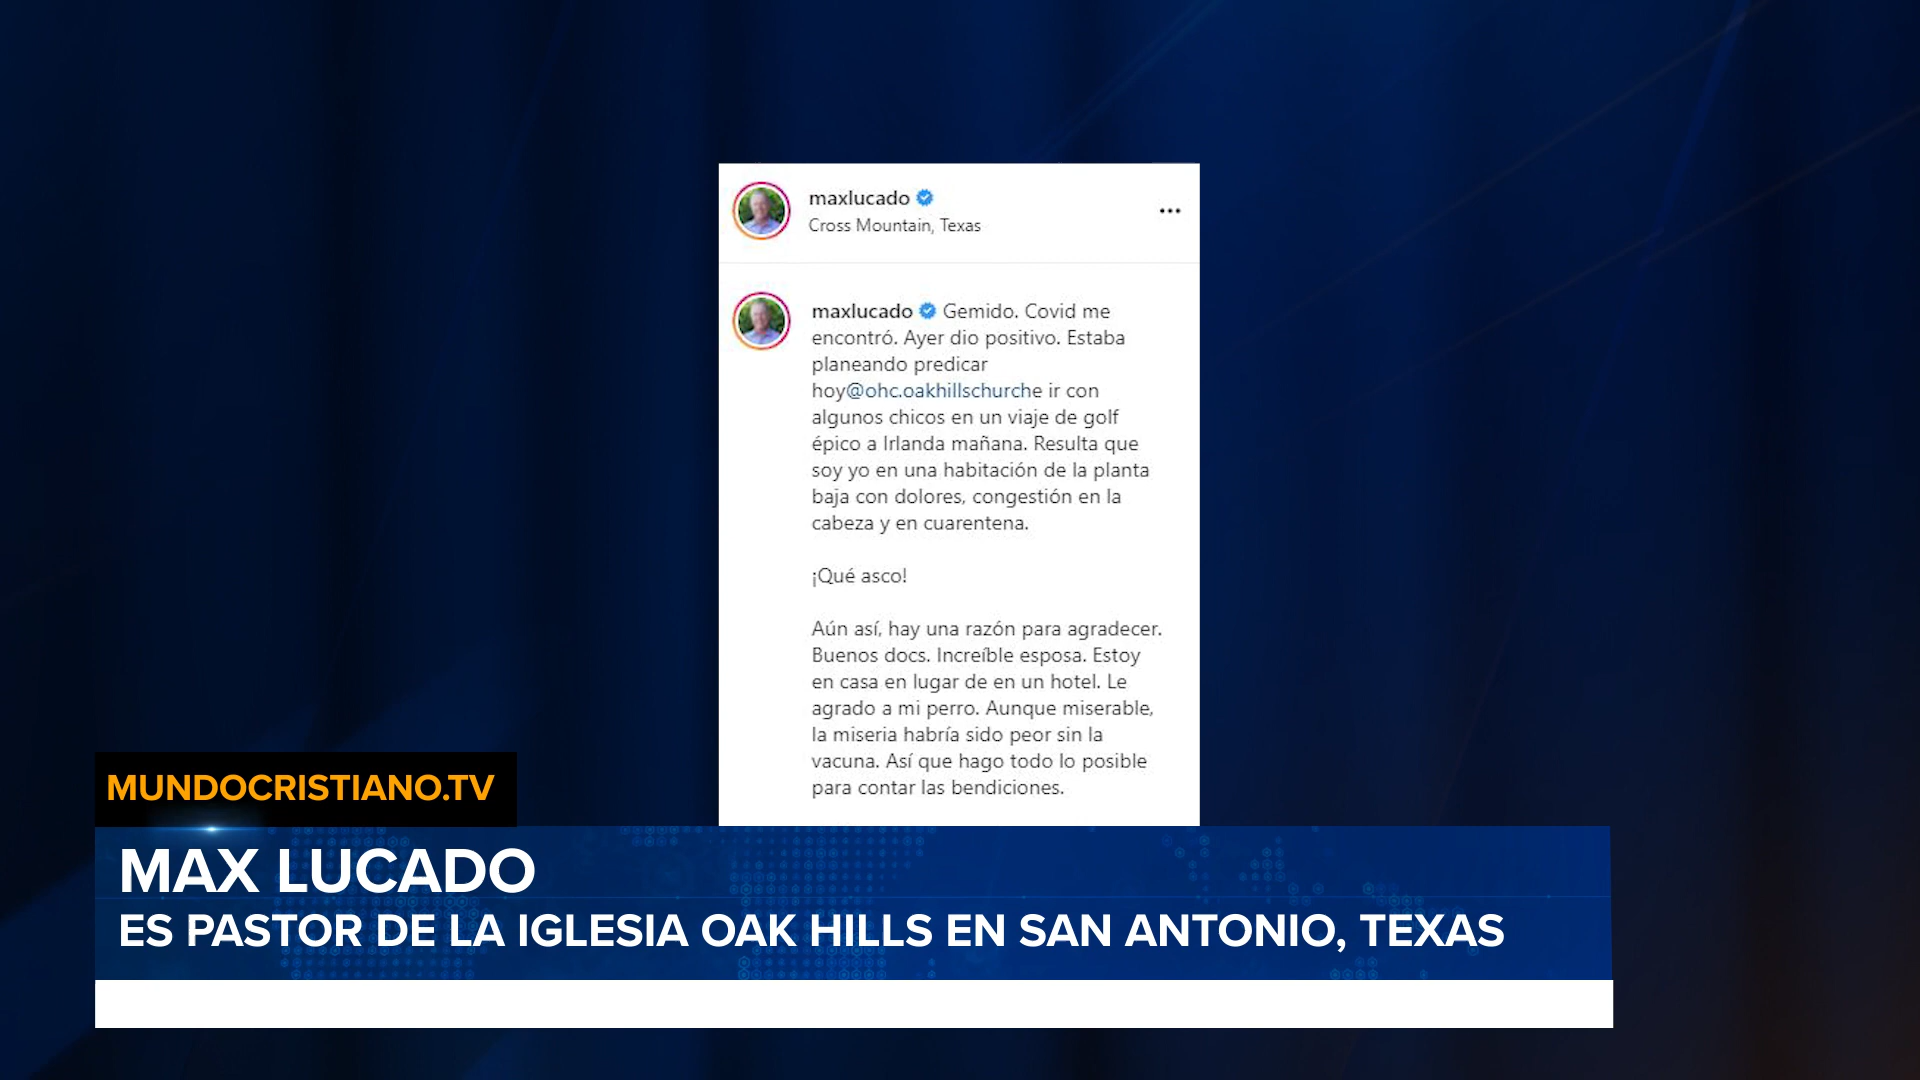 maxlucado
Cross Mountain, Texas
maxlucado Gemido. Covid me
encontró. Ayer dio positivo. Estaba
planeando predicar
hoy@ohc.oakhillschurche ir con
algunos chicos en un viaje de golf
épico a Irlanda mañana. Resulta que
soy yo en una habitación de la planta
baja con dolores, congestión en la
cabeza y en cuarentena.
¡Qué asco!
Aún así, hay una razón para agradecer.
Buenos docs. Increíble esposa. Estoy
en casa en lugar de en un hotel. Le
agrado a mi perro. Aunque miserable,
la miseria habría sido peor sin la
vacuna. Así que hago todo lo posible
para contar las bendiciones.
MUNDOCRISTIANO.TV
MAX LUCADO
ES PASTOR DE LA IGLESIA OAK HILLS EN SAN ANTONIO, TEXAS